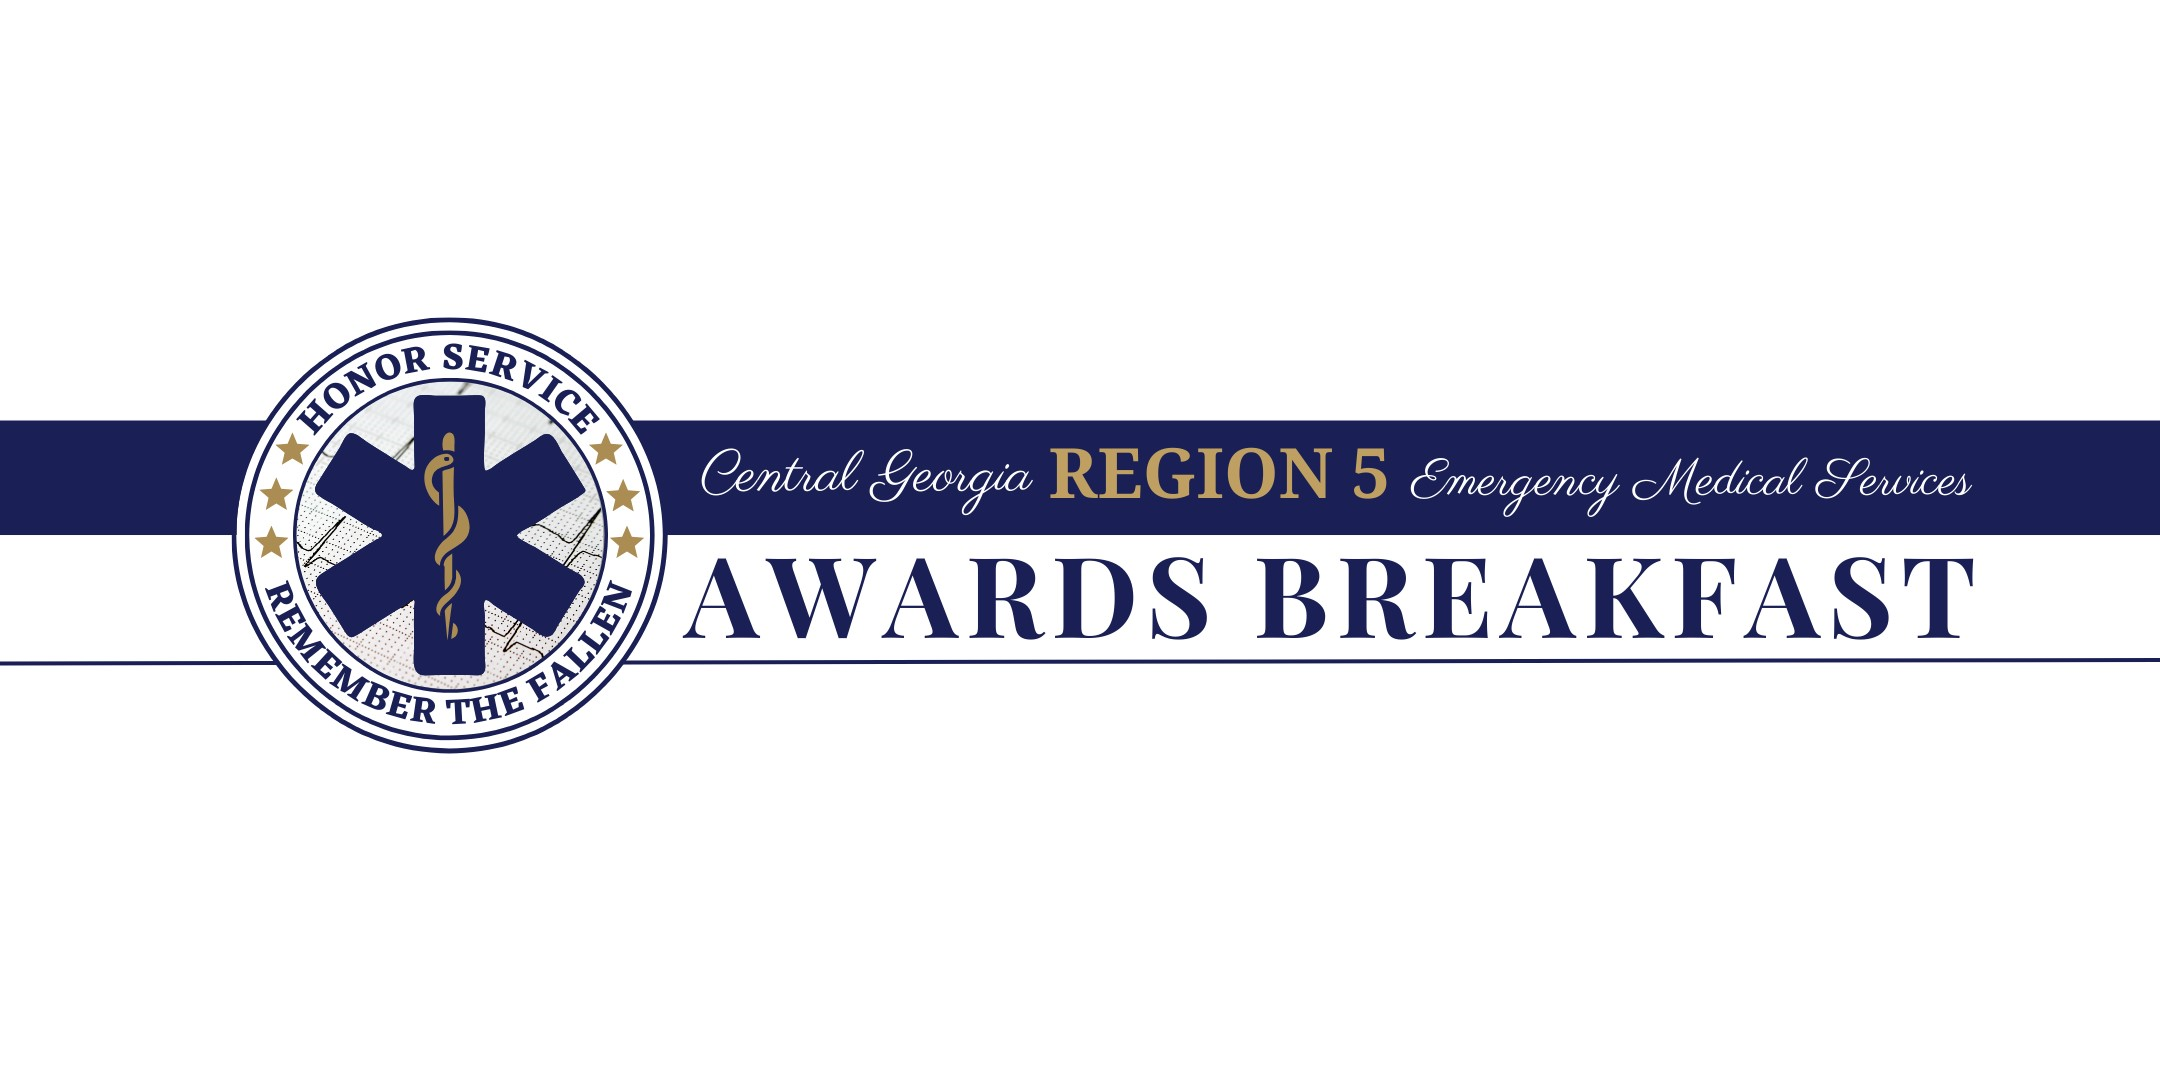 HONOR SERVICE
REMEMBER THE FALLEN
Central Georgia REGION 5 Emergency Medical Services
AWARDS BREAKFAST